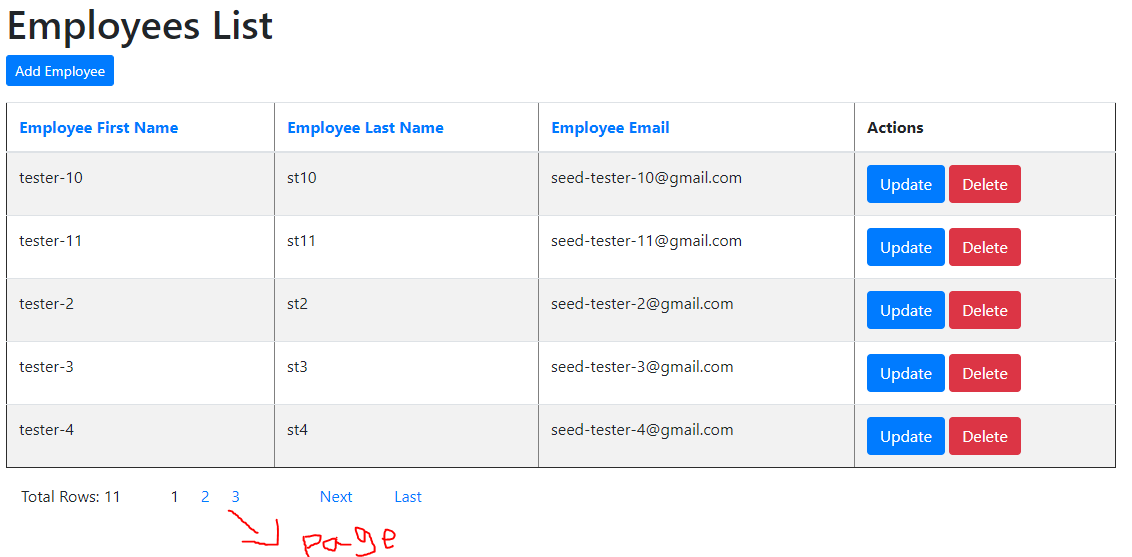 Employees List
Add Employee
Employee First Name Employee Last Name Employee Email Actions
tester-10 st10 seed-tester-10@gmail.com Update Delete
tester-11 st11 seed-tester-11@gmail.com Update Delete
tester-2 st2 seed-tester-2@gmail.com Update Delete
tester-3 st3 seed-tester-3@gmail.com Update Delete
tester-4 st4 seed-tester-4@gmail.com Update Delete
Total Rows: 11 1 2 3 Next Last
page